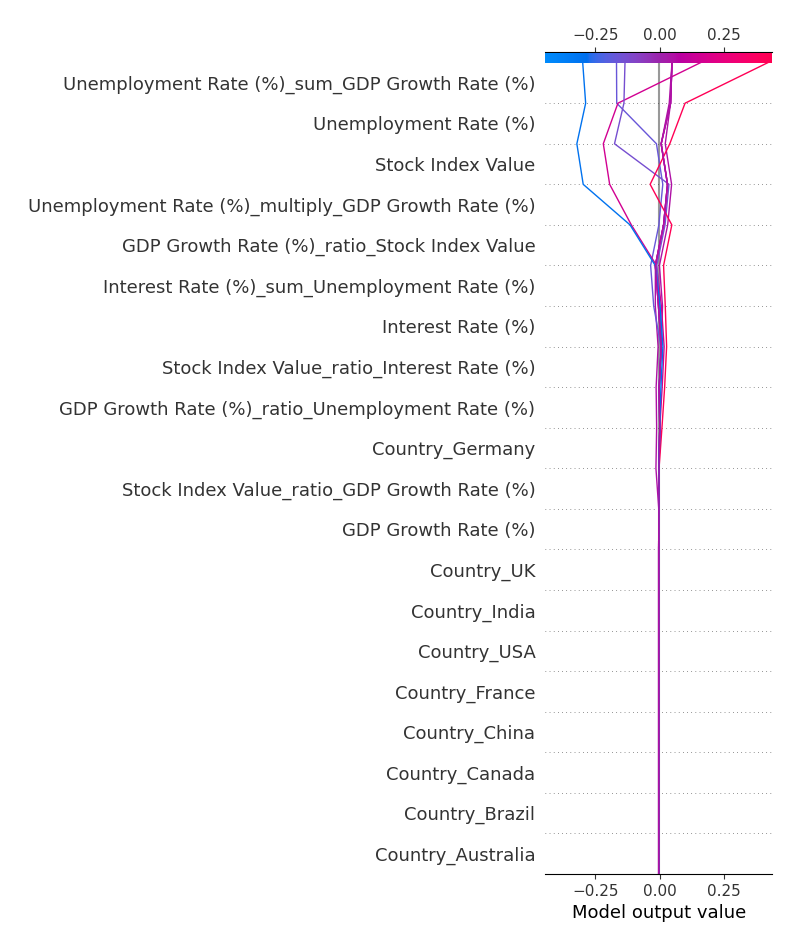 −0.25 0.00 0.25
Unemployment Rate (%)_sum_GDP Growth Rate (%)
Unemployment Rate (%)
Stock Index Value
Unemployment Rate (%)_multiply_GDP Growth Rate (%)
GDP Growth Rate (%)_ratio_Stock Index Value
Interest Rate (%)_sum_Unemployment Rate (%)
Interest Rate (%)
Stock Index Value_ratio_Interest Rate (%)
GDP Growth Rate (%)_ratio_Unemployment Rate (%)
Country_Germany
Stock Index Value_ratio_GDP Growth Rate (%)
GDP Growth Rate (%)
Country_UK
Country_India
Country_USA
Country_France
Country_China
Country_Canada
Country_Brazil
Country_Australia
−0.25 0.00 0.25
Model output value